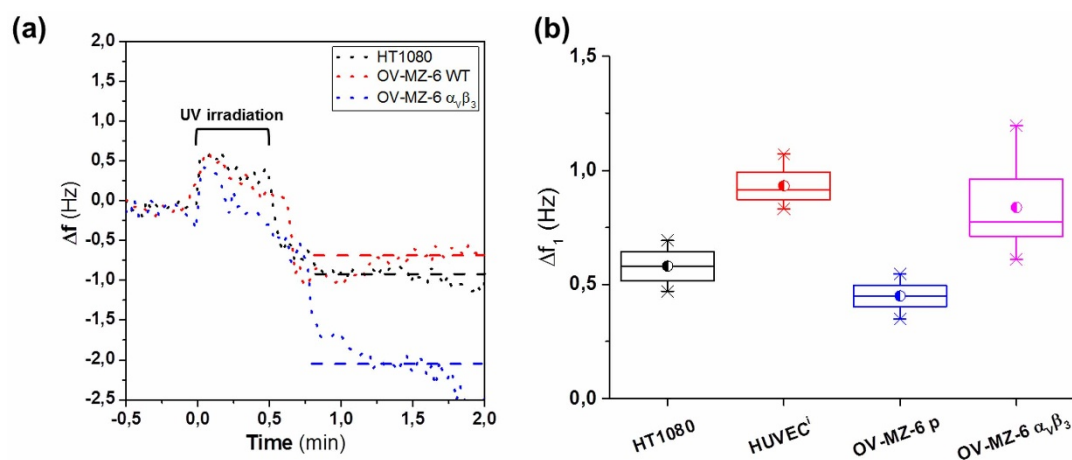 (a)
2,0
1,5
1,0
0,5
0,0
-0,5
-1,0
-1,5
-2,0
-2,5
Δf (Hz)
HT1080
OV-MZ-6 WT
OV-MZ-6 αvβ3
UV irradiation
-0,5 0,0 0,5 1,0 1,5 2,0
Time (min)
(b)
1,5
1,0
0,5
0,0
Δf1 (Hz)
HT1080
HUVECⁱ
OV-MZ-6 p
OV-MZ-6 αvβ3